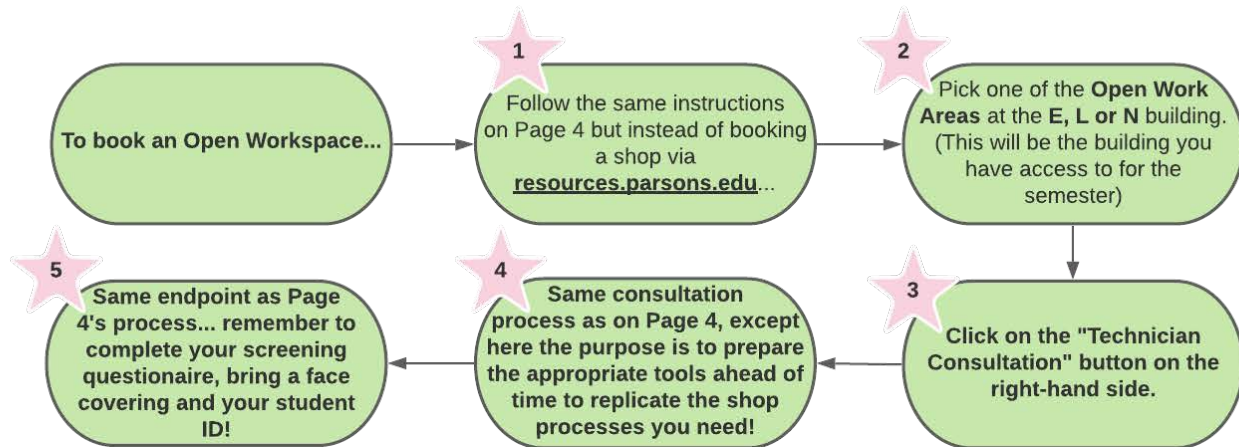 To book an Open Workspace...
1
Follow the same instructions
on Page 4 but instead of booking
a shop via
resources.parsons.edu...
2
Pick one of the Open Work
Areas at the E, L or N building.
(This will be the building you
have access to for the
semester)
3
Click on the "Technician
Consultation" button on the
right-hand side.
4
Same consultation
process as on Page 4, except
here the purpose is to prepare
the appropriate tools ahead of
time to replicate the shop
processes you need!
5
Same endpoint as Page
4's process... remember to
complete your screening
questionaire, bring a face
covering and your student
ID!